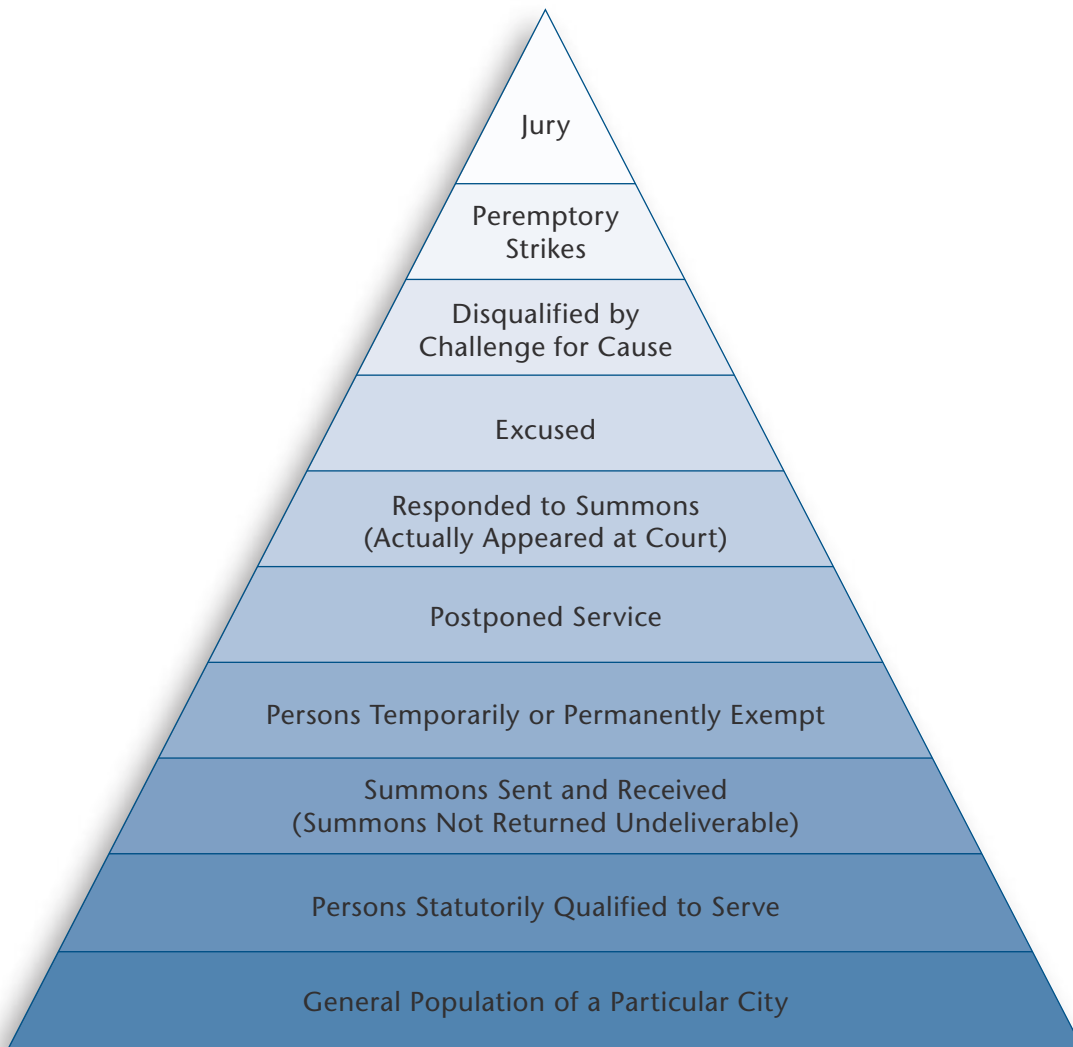 Jury
Peremptory
Strikes
Disqualified by
Challenge for Cause
Excused
Responded to Summons
(Actually Appeared at Court)
Postponed Service
Persons Temporarily or Permanently Exempt
Summons Sent and Received
(Summons Not Returned Undeliverable)
Persons Statutorily Qualified to Serve
General Population of a Particular City